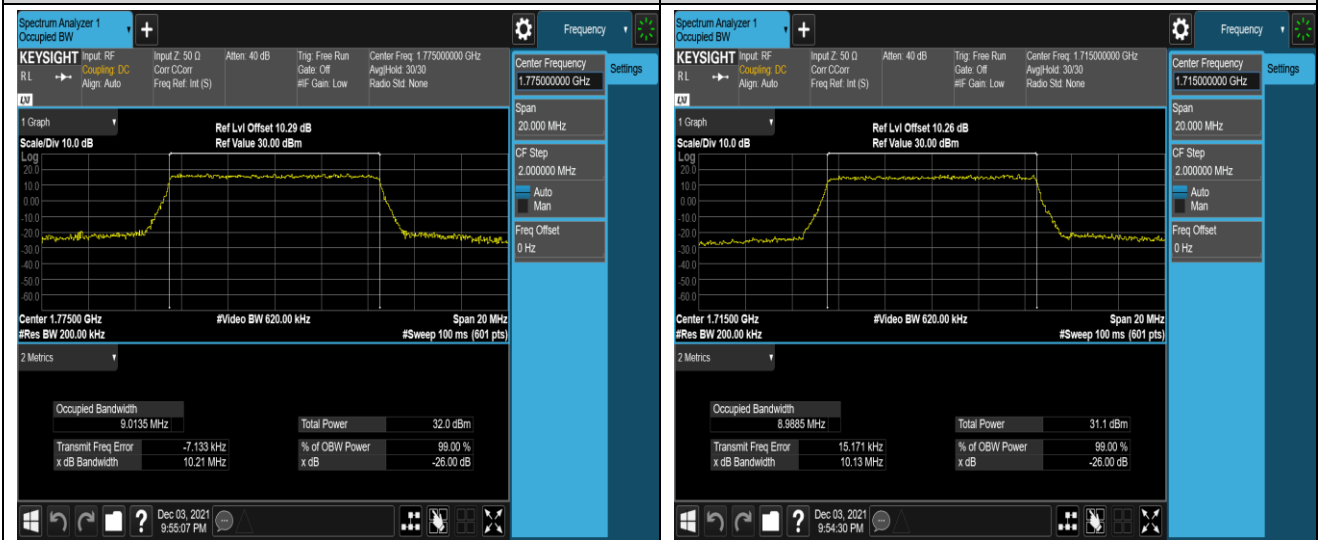 Spectrum Analyzer 1
Occupied BW
Frequency
KEYSIGHT
R L
LXI
Input: RF
Coupling: DC
Align: Auto
Input Z: 50 Ω
Corr CCorr
Freq Ref: Int (S)
Atten: 40 dB
Trig: Free Run
Gate: Off
#IF Gain: Low
Center Freq: 1.775000000 GHz
Avg|Hold: 30/30
Radio Std: None
Center Frequency
1.775000000 GHz
Settings
Span
20.000 MHz
CF Step
2.000000 MHz
Auto
Man
Freq Offset
0 Hz
1 Graph
Scale/Div 10.0 dB
Ref Lvl Offset 10.29 dB
Ref Value 30.00 dBm
Log
20.0
10.0
0.00
-10.0
-20.0
-30.0
-40.0
-50.0
-60.0
Center 1.77500 GHz
#Video BW 620.00 kHz
Span 20 MHz
#Res BW 200.00 kHz
#Sweep 100 ms (601 pts)
2 Metrics
Occupied Bandwidth
9.0135 MHz
Total Power 32.0 dBm
Transmit Freq Error -7.133 kHz
% of OBW Power 99.00 %
x dB Bandwidth 10.21 MHz
x dB -26.00 dB
?
Dec 03, 2021
9:55:07 PM
Spectrum Analyzer 1
Occupied BW
Frequency
KEYSIGHT
R L
LXI
Input: RF
Coupling: DC
Align: Auto
Input Z: 50 Ω
Corr CCorr
Freq Ref: Int (S)
Atten: 40 dB
Trig: Free Run
Gate: Off
#IF Gain: Low
Center Freq: 1.715000000 GHz
Avg|Hold: 30/30
Radio Std: None
Center Frequency
1.715000000 GHz
Settings
Span
20.000 MHz
CF Step
2.000000 MHz
Auto
Man
Freq Offset
0 Hz
1 Graph
Scale/Div 10.0 dB
Ref Lvl Offset 10.26 dB
Ref Value 30.00 dBm
Log
20.0
10.0
0.00
-10.0
-20.0
-30.0
-40.0
-50.0
-60.0
Center 1.71500 GHz
#Video BW 620.00 kHz
Span 20 MHz
#Res BW 200.00 kHz
#Sweep 100 ms (601 pts)
2 Metrics
Occupied Bandwidth
8.9885 MHz
Total Power 31.1 dBm
Transmit Freq Error 15.171 kHz
% of OBW Power 99.00 %
x dB Bandwidth 10.13 MHz
x dB -26.00 dB
?
Dec 03, 2021
9:54:30 PM